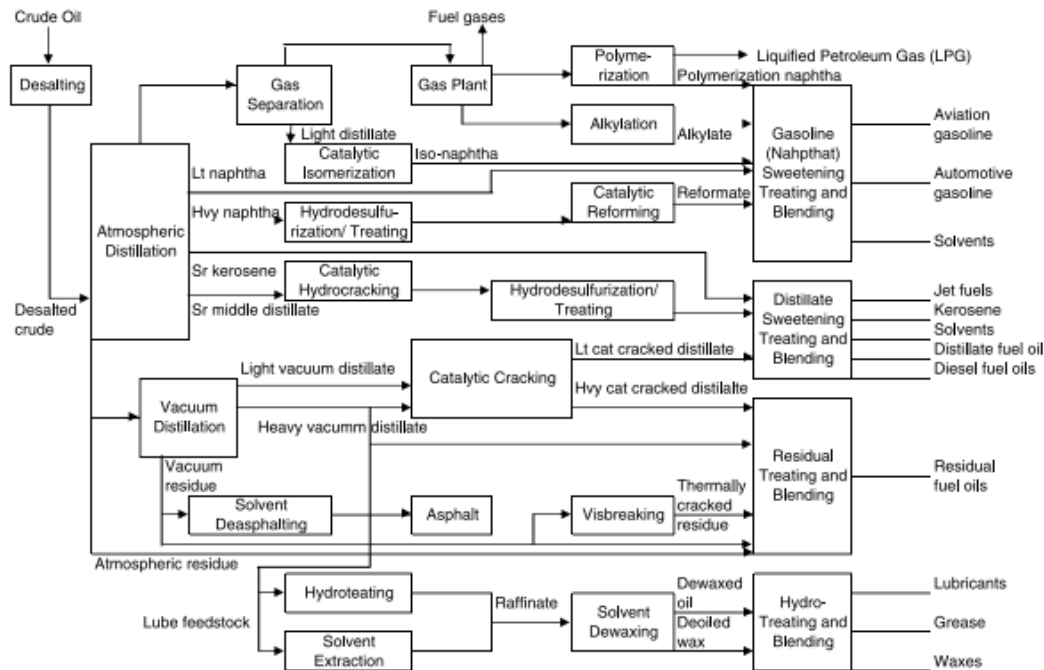 Crude Oil
Fuel gases
Desalting
Gas
Separation
Gas Plant
Polyme-
rization
Liquified Petroleum Gas (LPG)
Polymerization naphtha
Alkylation
Alkylate
Light distillate
Catalytic
Isomerization
Iso-naphtha
Gasoline
(Nahpthat)
Sweetening
Treating and
Blending
Aviation
gasoline
Automotive
gasoline
Solvents
Lt naphtha
Hvy naphtha
Hydrodesulfu-
rization/ Treating
Catalytic
Reforming
Reformate
Atmospheric
Distillation
Sr kerosene
Sr middle distillate
Catalytic
Hydrocracking
Hydrodesulfurization/
Treating
Distillate
Sweetening
Treating and
Blending
Jet fuels
Kerosene
Solvents
Distillate fuel oil
Diesel fuel oils
Desalted
crude
Light vacuum distillate
Catalytic Cracking
Lt cat cracked distillate
Hvy cat cracked distilalte
Vacuum
Distillation
Heavy vacumm distillate
Vacuum
residue
Solvent
Deasphalting
Asphalt
Visbreaking
Thermally
cracked
residue
Residual
Treating and
Blending
Residual
fuel oils
Atmospheric residue
Lube feedstock
Hydroteating
Solvent
Extraction
Raffinate
Solvent
Dewaxing
Dewaxed
oil
Deoiled
wax
Hydro-
Treating and
Blending
Lubricants
Grease
Waxes